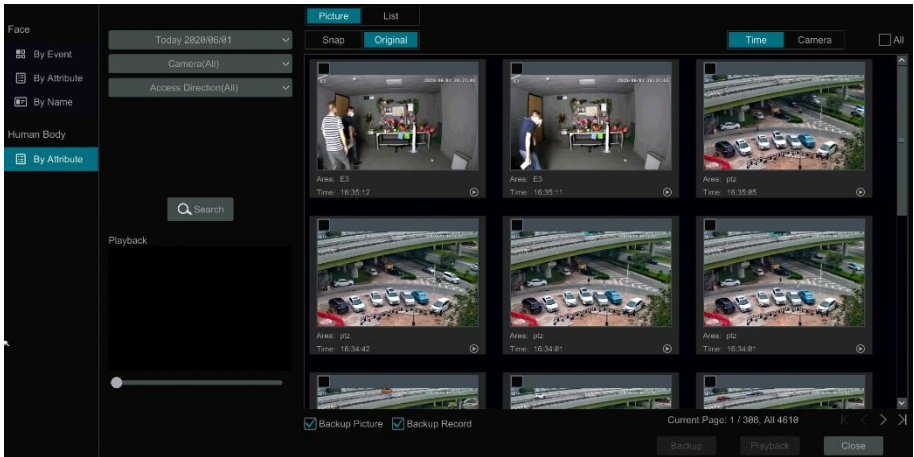 Face
By Event
By Attribute
By Name
Human Body
By Attribute
Today 2020/06/01
Camera(All)
Access Direction(All)
Search
Playback
Picture List
Snap Original
Time Camera All
Area: E3
Time: 16:35:12
Area: E3
Time: 16:35:11
Area: ptz
Time: 16:35:05
Area: ptz
Time: 16:34:42
Area: ptz
Time: 16:34:01
Area: ptz
Time: 16:34:01
Backup Picture Backup Record
Current Page: 1 / 308, All 4610
Backup Playback Close